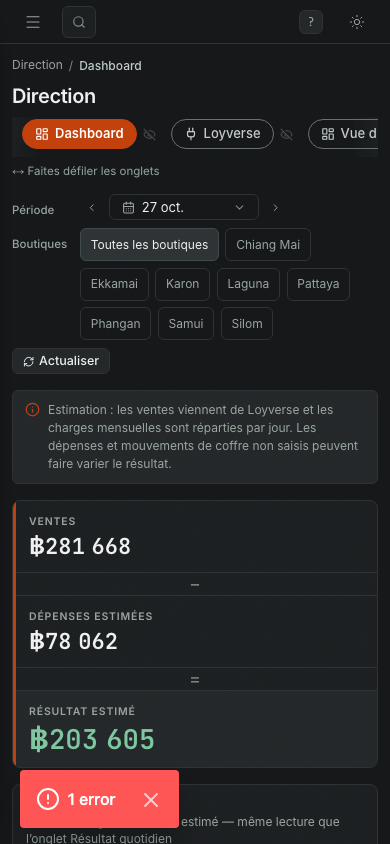 ?
Direction / Dashboard
Direction
Dashboard Loyverse Vue d
↔ Faites défiler les onglets
Période 27 oct.
Boutiques Toutes les boutiques Chiang Mai
Ekkamai Karon Laguna Pattaya
Phangan Samui Silom
Actualiser
Estimation : les ventes viennent de Loyverse et les
charges mensuelles sont réparties par jour. Les
dépenses et mouvements de coffre non saisis peuvent
faire varier le résultat.
VENTES
฿281 668
−
DÉPENSES ESTIMÉES
฿78 062
=
RÉSULTAT ESTIMÉ
฿203 605
1 error
estimé — même lecture que
l'onglet Résultat quotidien